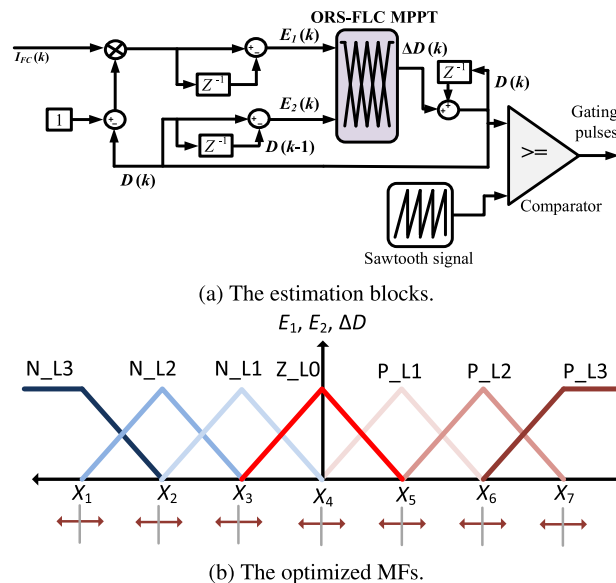 ORS-FLC MPPT
I_FC(k)
E_1(k)
ΔD(k)
Z^-1
D(k)
Z^-1
E_2(k)
1
Z^-1
D(k-1)
D(k)
>=
Gating
pulses
Comparator
Sawtooth signal
(a) The estimation blocks.
E_1, E_2, ΔD
N_L3 N_L2 N_L1 Z_L0 P_L1 P_L2 P_L3
X_1 X_2 X_3 X_4 X_5 X_6 X_7
(b) The optimized MFs.